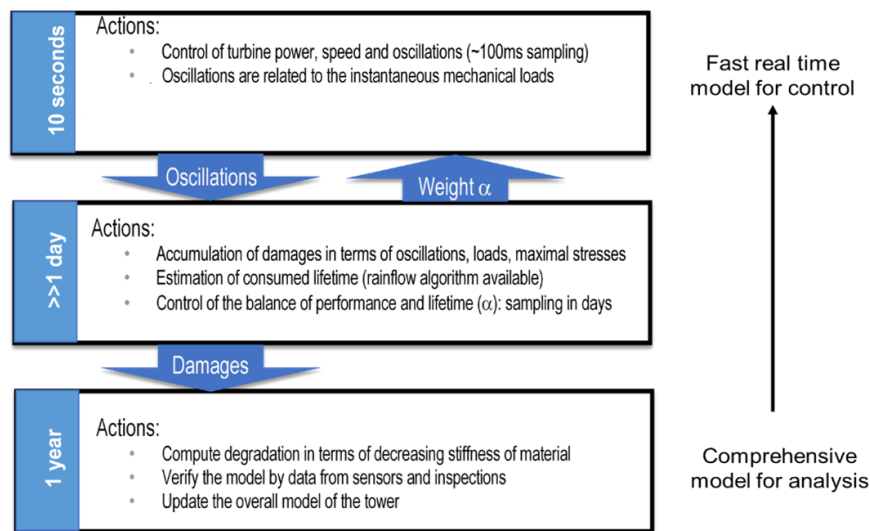 10 seconds
Actions:
• Control of turbine power, speed and oscillations (~100ms sampling)
• Oscillations are related to the instantaneous mechanical loads
Fast real time
model for control
Oscillations
Weight α
>>1 day
Actions:
• Accumulation of damages in terms of oscillations, loads, maximal stresses
• Estimation of consumed lifetime (rainflow algorithm available)
• Control of the balance of performance and lifetime (α): sampling in days
Damages
1 year
Actions:
• Compute degradation in terms of decreasing stiffness of material
• Verify the model by data from sensors and inspections
• Update the overall model of the tower
Comprehensive
model for analysis